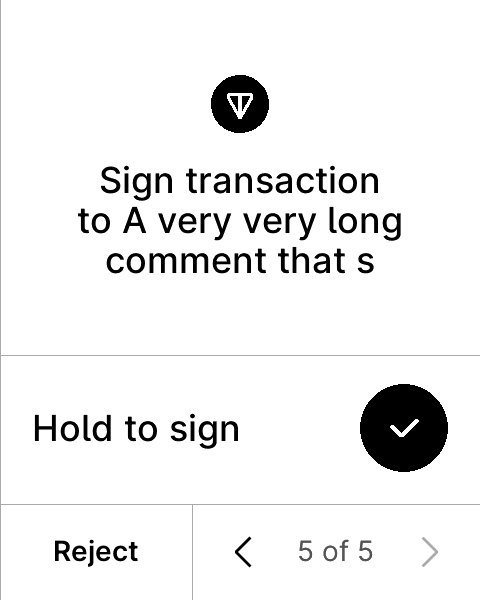 Sign transaction
to A very very long
comment that s
Hold to sign
Reject
5 of 5